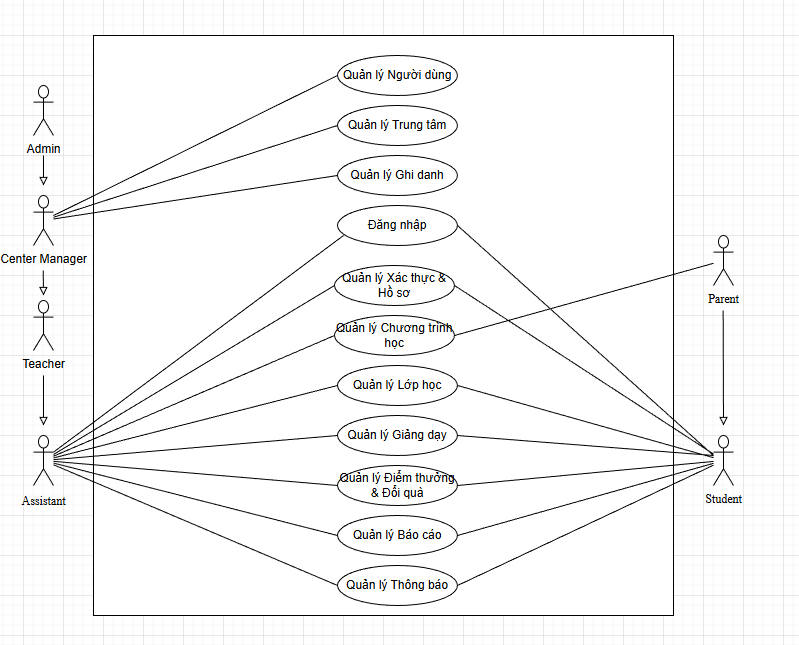 Quản lý Người dùng
Quản lý Trung tâm
Admin
Quản lý Ghi danh
Đăng nhập
Center Manager
Quản lý Xác thực &
Hồ sơ
Parent
Quản lý Chương trình
học
Teacher
Quản lý Lớp học
Quản lý Giảng dạy
Quản lý Điểm thưởng
& Đổi quà
Assistant
Student
Quản lý Báo cáo
Quản lý Thông báo